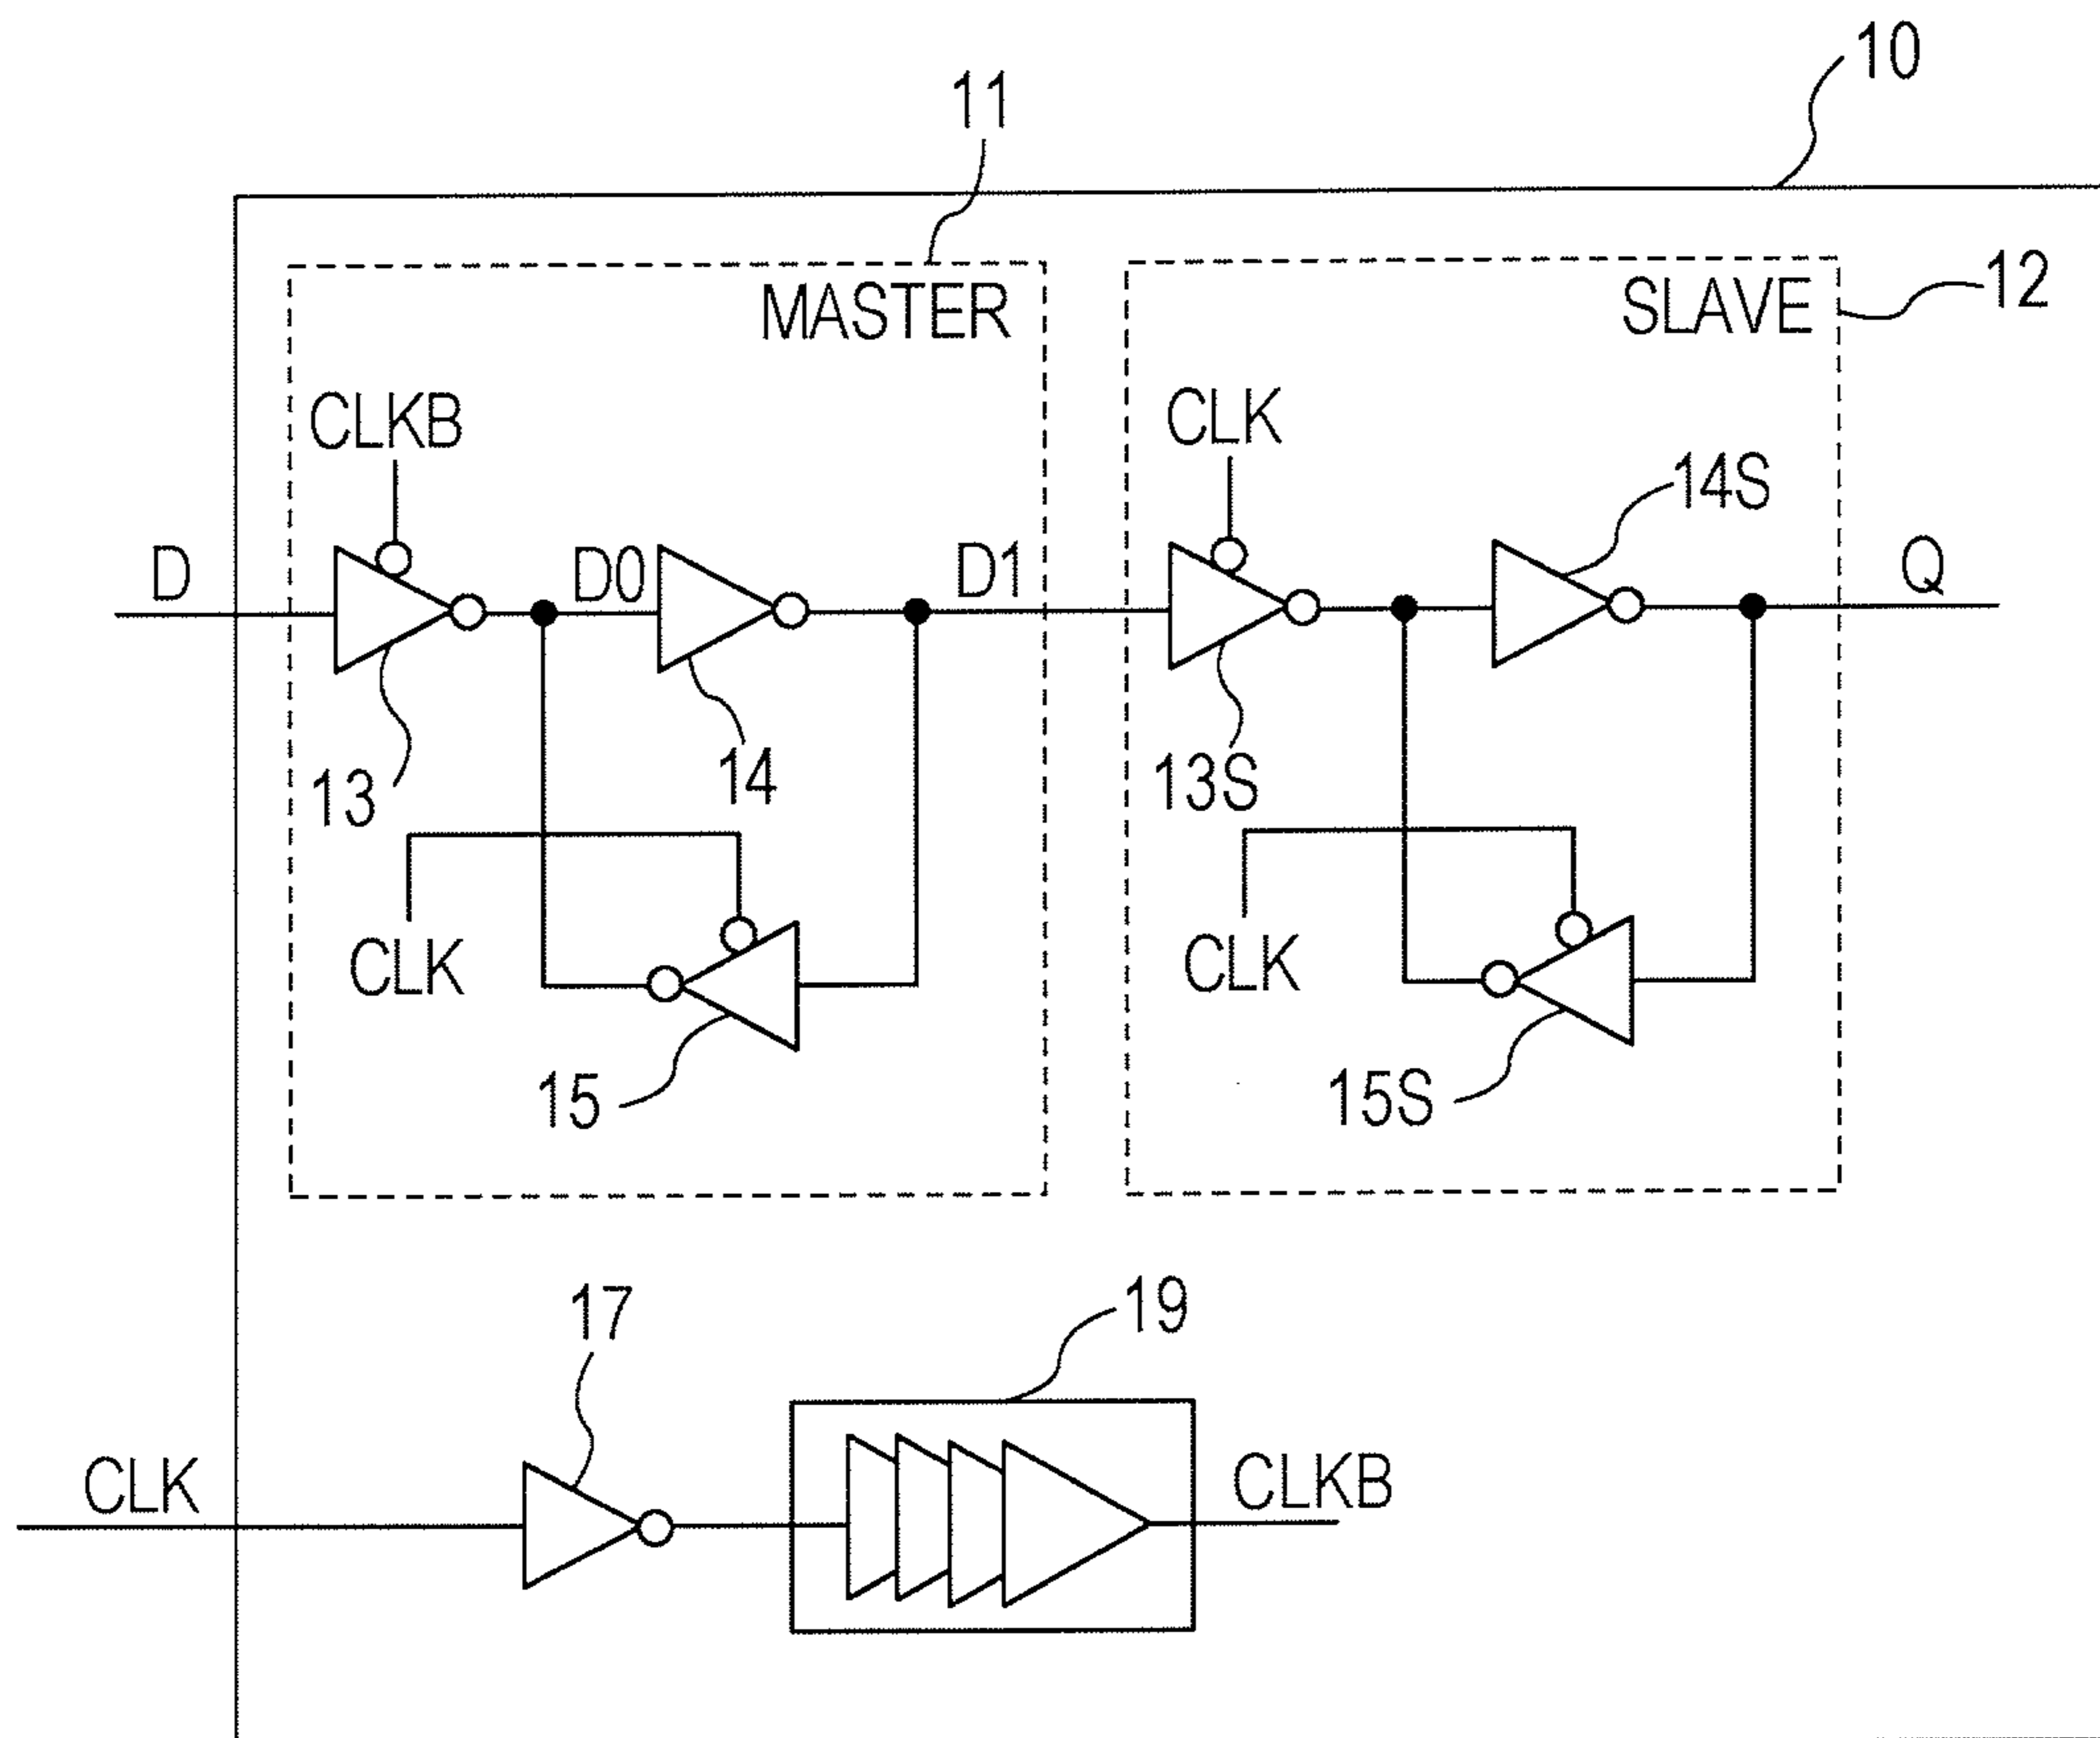 10
11
MASTER
SLAVE
12
CLKB
CLK
14S
D
D0
D1
Q
13
14
13S
CLK
CLK
15
15S
17
19
CLK
CLKB